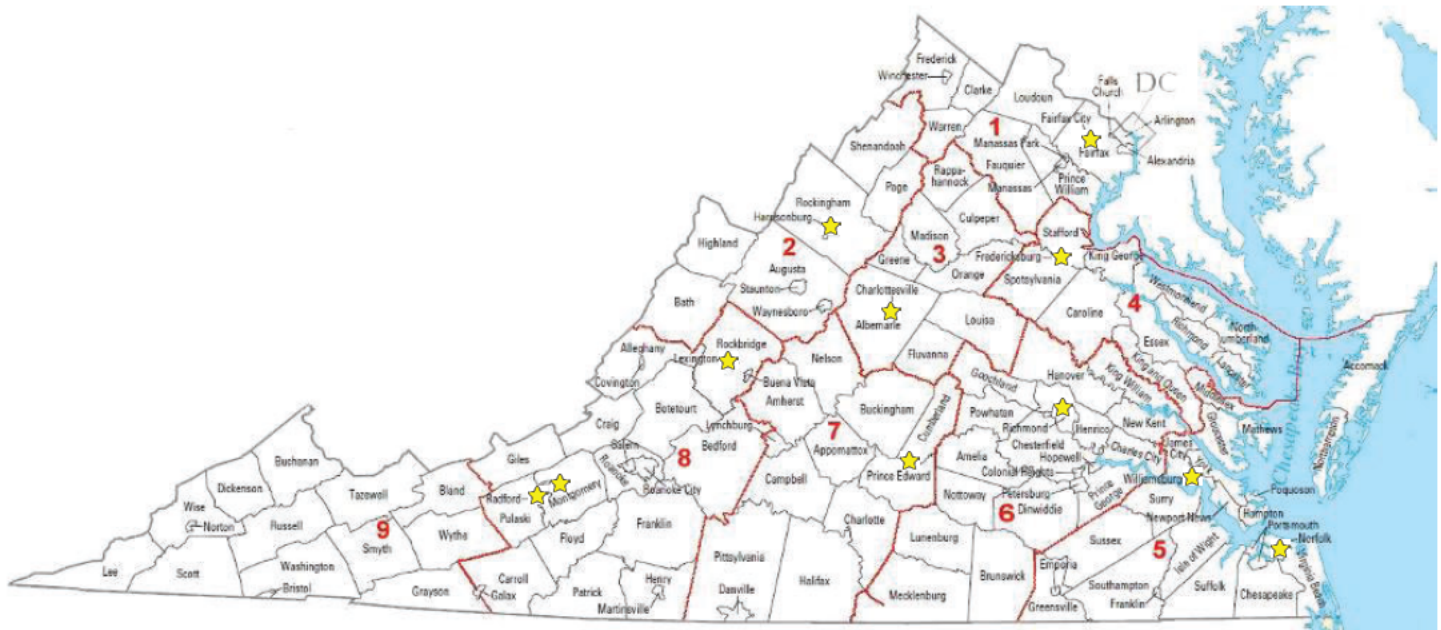 Frederick
Winchester
Clarke
Loudoun
Falls
Church
DC
Fairfax City
Arlington
Warren
1
Manassas Park
Fairfax
Alexandria
Shenandoah
Fauquier
Rappa-
hannock
Page
Manassas
Prince
William
Rockingham
Harrisonburg
Culpeper
Madison
Stafford
Highland
2
3
Fredericksburg
King George
Greene
Augusta
Orange
Spotsylvania
Staunton
Charlottesville
Westmoreland
Bath
Waynesboro
Albemarle
Louisa
Caroline
4
Richmond
North-
umberland
Essex
Lancaster
Alleghany
Rockbridge
Lexington
Nelson
Fluvanna
King and Queen
Accomack
Covington
Buena Vista
Goochland
Hanover
King William
Middlesex
Botetourt
Amherst
Buckingham
Cumberland
Powhatan
Gloucester
Mathews
Chesapeake Bay
Craig
Lynchburg
7
Richmond
Henrico
New Kent
James
City
Northampton
Salem
Bedford
Appomattox
Chesterfield
Hopewell
Charles City
York
Giles
Roanoke
8
Amelia
Colonial Heights
Buchanan
Prince Edward
Williamsburg
Campbell
Tazewell
Bland
Radford
Montgomery
Roanoke City
Nottoway
Petersburg
Prince
George
Surry
Poquoson
Dickenson
Pulaski
6
Dinwiddie
Newport News
Hampton
Wise
Norton
Russell
9
Wythe
Franklin
Charlotte
Portsmouth
Norfolk
Smyth
Floyd
Lunenburg
Sussex
5
Isle of Wight
Pittsylvania
Virginia Beach
Lee
Scott
Washington
Bristol
Carroll
Henry
Halifax
Brunswick
Emporia
Southampton
Suffolk
Chesapeake
Grayson
Galax
Patrick
Martinsville
Danville
Mecklenburg
Greensville
Franklin